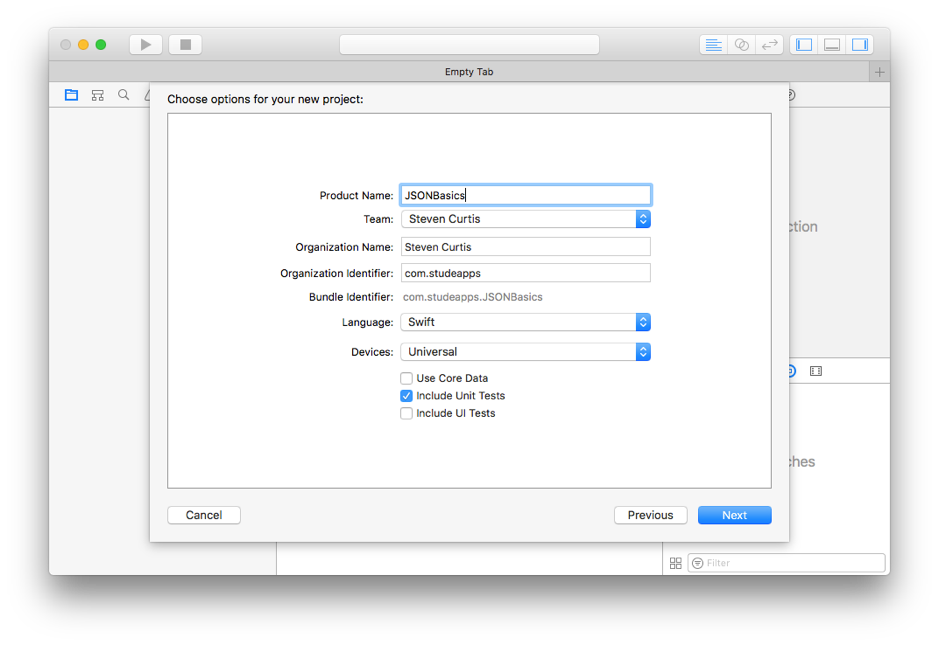 Empty Tab
Choose options for your new project:
Product Name: JSONBasics
Team: Steven Curtis
Organization Name: Steven Curtis
Organization Identifier: com.studeapps
Bundle Identifier: com.studeapps.JSONBasics
ction
Language: Swift
Devices: Universal
Use Core Data
Include Unit Tests
Include UI Tests
ches
Cancel
Previous
Next
Filter